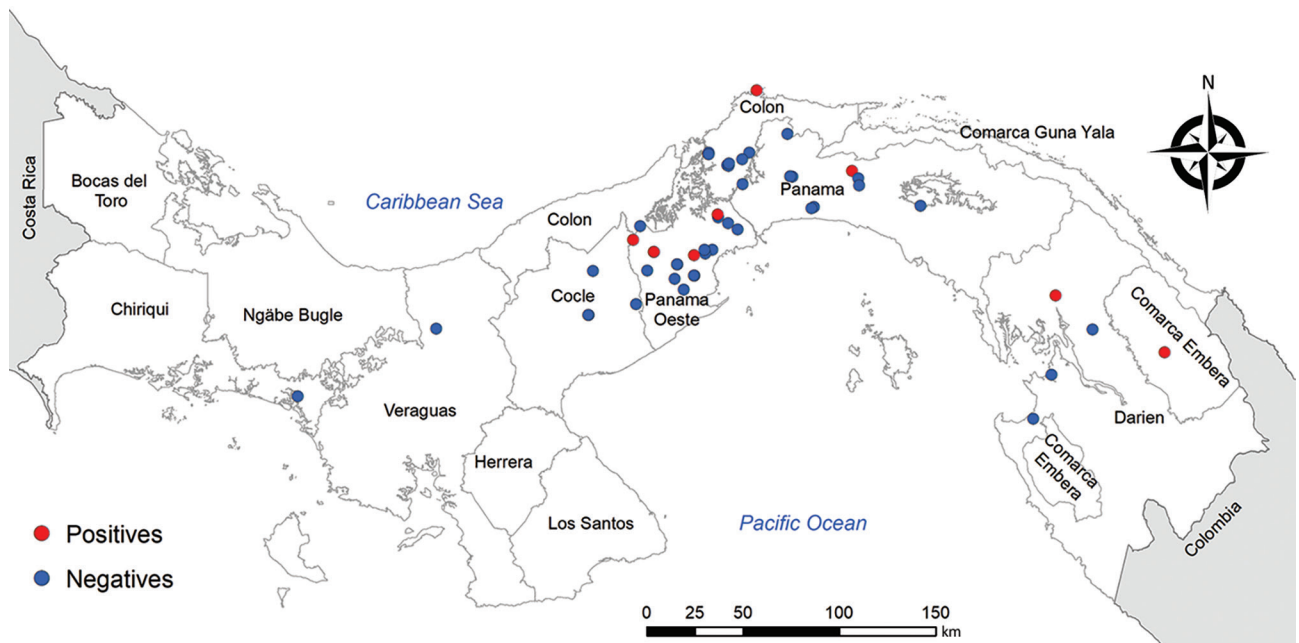 N
Colon
Comarca Guna Yala
Costa Rica
Bocas del
Toro
Caribbean Sea
Panama
Colon
Chiriqui
Ngäbe Bugle
Cocle
Panama
Oeste
Comarca Embera
Veraguas
Darien
Herrera
Comarca
Embera
Los Santos
Pacific Ocean
Colombia
Positives
Negatives
0 25 50 100 150
km